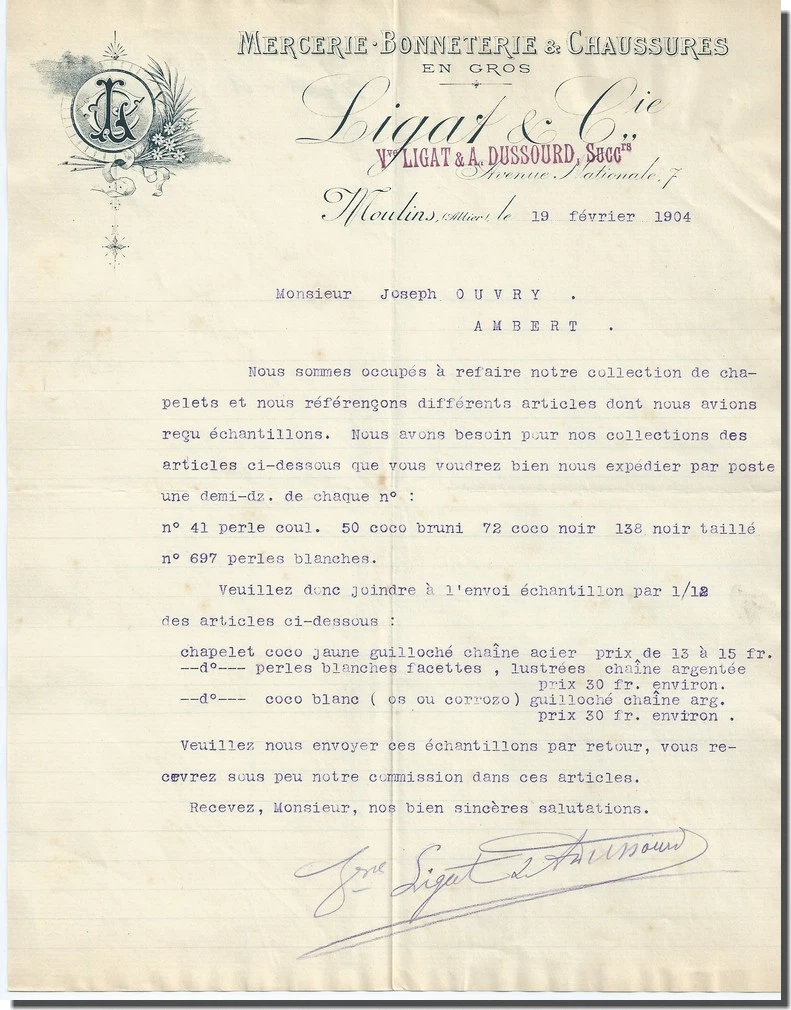 MERCERIE · BONNETERIE & CHAUSSURES
EN GROS
L
Ligat & Cie
Vve LIGAT & A. DUSSOURD, Succrs
Avenue Nationale, 7
Moulins, (Allier), le 19 février 1904
Monsieur Joseph OUVRY .
AMBERT .
Nous sommes occupés à refaire notre collection de cha-
pelets et nous référençons différents articles dont nous avions
reçu échantillons. Nous avons besoin pour nos collections des
articles ci-dessous que vous voudrez bien nous expédier par poste
une demi-dz. de chaque n° :
n° 41 perle coul. 50 coco bruni 72 coco noir 138 noir taillé
n° 697 perles blanches.
Veuillez donc joindre à l'envoi échantillon par 1/12
des articles ci-dessous :
chapelet coco jaune guilloché chaîne acier prix de 13 à 15 fr.
--d°--- perles blanches facettes , lustrées chaîne argentée
prix 30 fr. environ.
--d°--- coco blanc ( os ou corrozo) guilloché chaîne arg.
prix 30 fr. environ .
Veuillez nous envoyer ces échantillons par retour, vous re-
cevrez sous peu notre commission dans ces articles.
Recevez, Monsieur, nos bien sincères salutations.
Ligat & A Dussourd